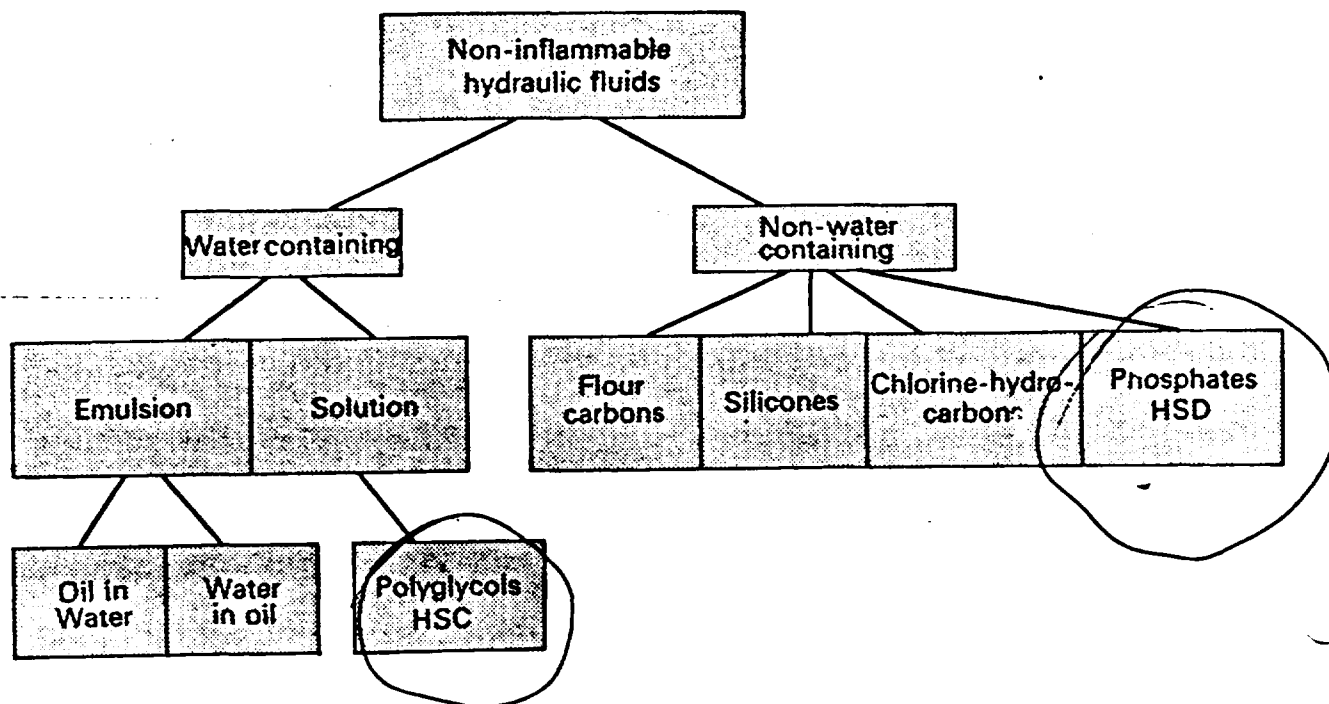 Non-inflammable
hydraulic fluids
Water containing
Non-water
containing
Emulsion
Solution
Flour
carbons
Silicones
Chlorine-hydro-
carbons
Phosphates
HSD
Oil in
Water
Water
in oil
Polyglycols
HSC